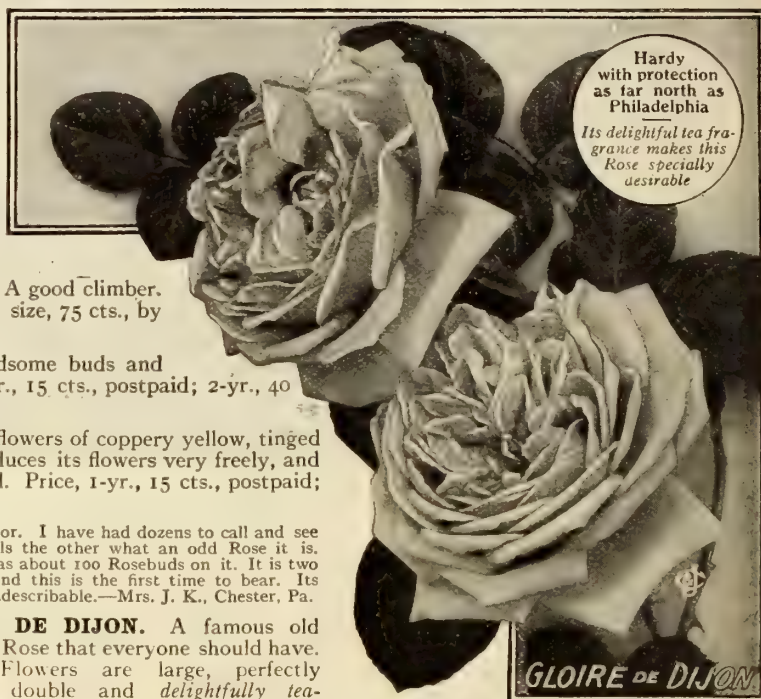 Hardy
with protection
as far north as
Philadelphia
Its delightful tea fra-
grance makes this
Rose specially
desirable
A good climber.
size, 75 cts., by
dsome buds and
r., 15 cts., postpaid; 2-yr., 40
flowers of coppery yellow, tinged
luces its flowers very freely, and
l. Price, 1-yr., 15 cts., postpaid;
or. I have had dozens to call and see
ls the other what an odd Rose it is.
as about 100 Rosebuds on it. It is two
nd this is the first time to bear. Its
describable.—Mrs. J. K., Chester, Pa.
DE DIJON. A famous old
Rose that everyone should have.
Flowers are large, perfectly
double and delightfully tea-
GLOIRE DE DIJON